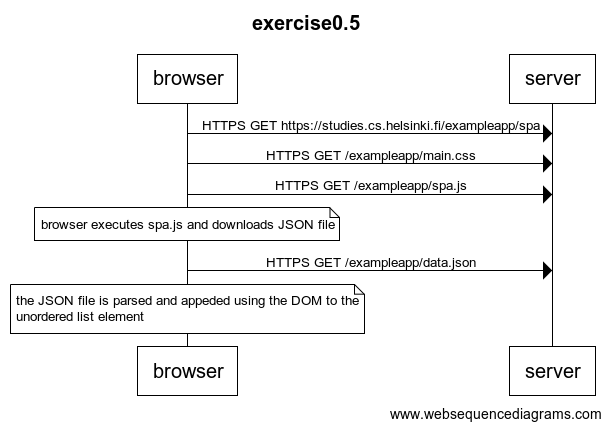 exercise0.5
browser
server
HTTPS GET https://studies.cs.helsinki.fi/exampleapp/spa
HTTPS GET /exampleapp/main.css
HTTPS GET /exampleapp/spa.js
browser executes spa.js and downloads JSON file
HTTPS GET /exampleapp/data.json
the JSON file is parsed and appeded using the DOM to the
unordered list element
browser
server
www.websequencediagrams.com